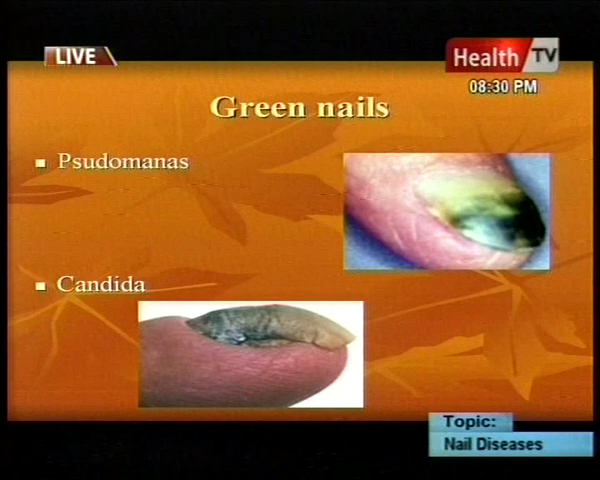 LIVE
Health TV
08:30 PM
Green nails
Psudomanas
Candida
Topic:
Nail Diseases